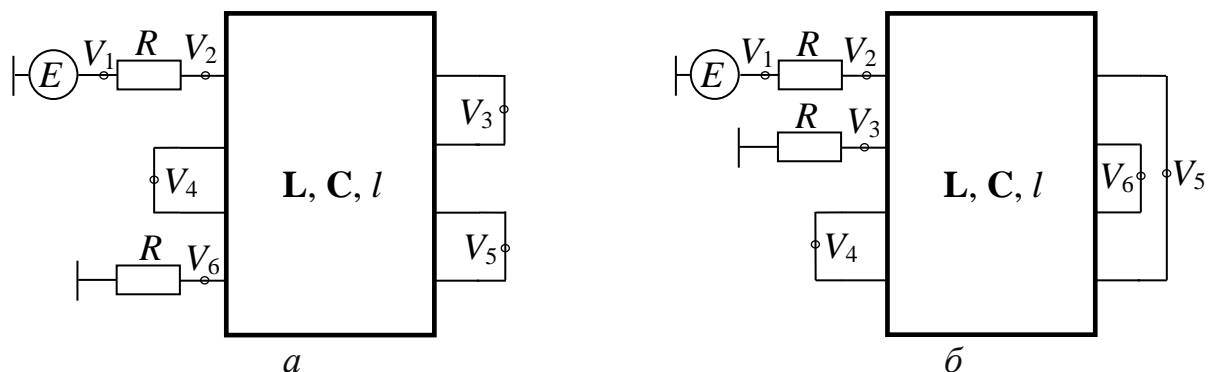 E V1 R V2
V3
V4
L, C, l
R V6
V5
а
E V1 R V2
R V3
L, C, l
V6 V5
V4
б